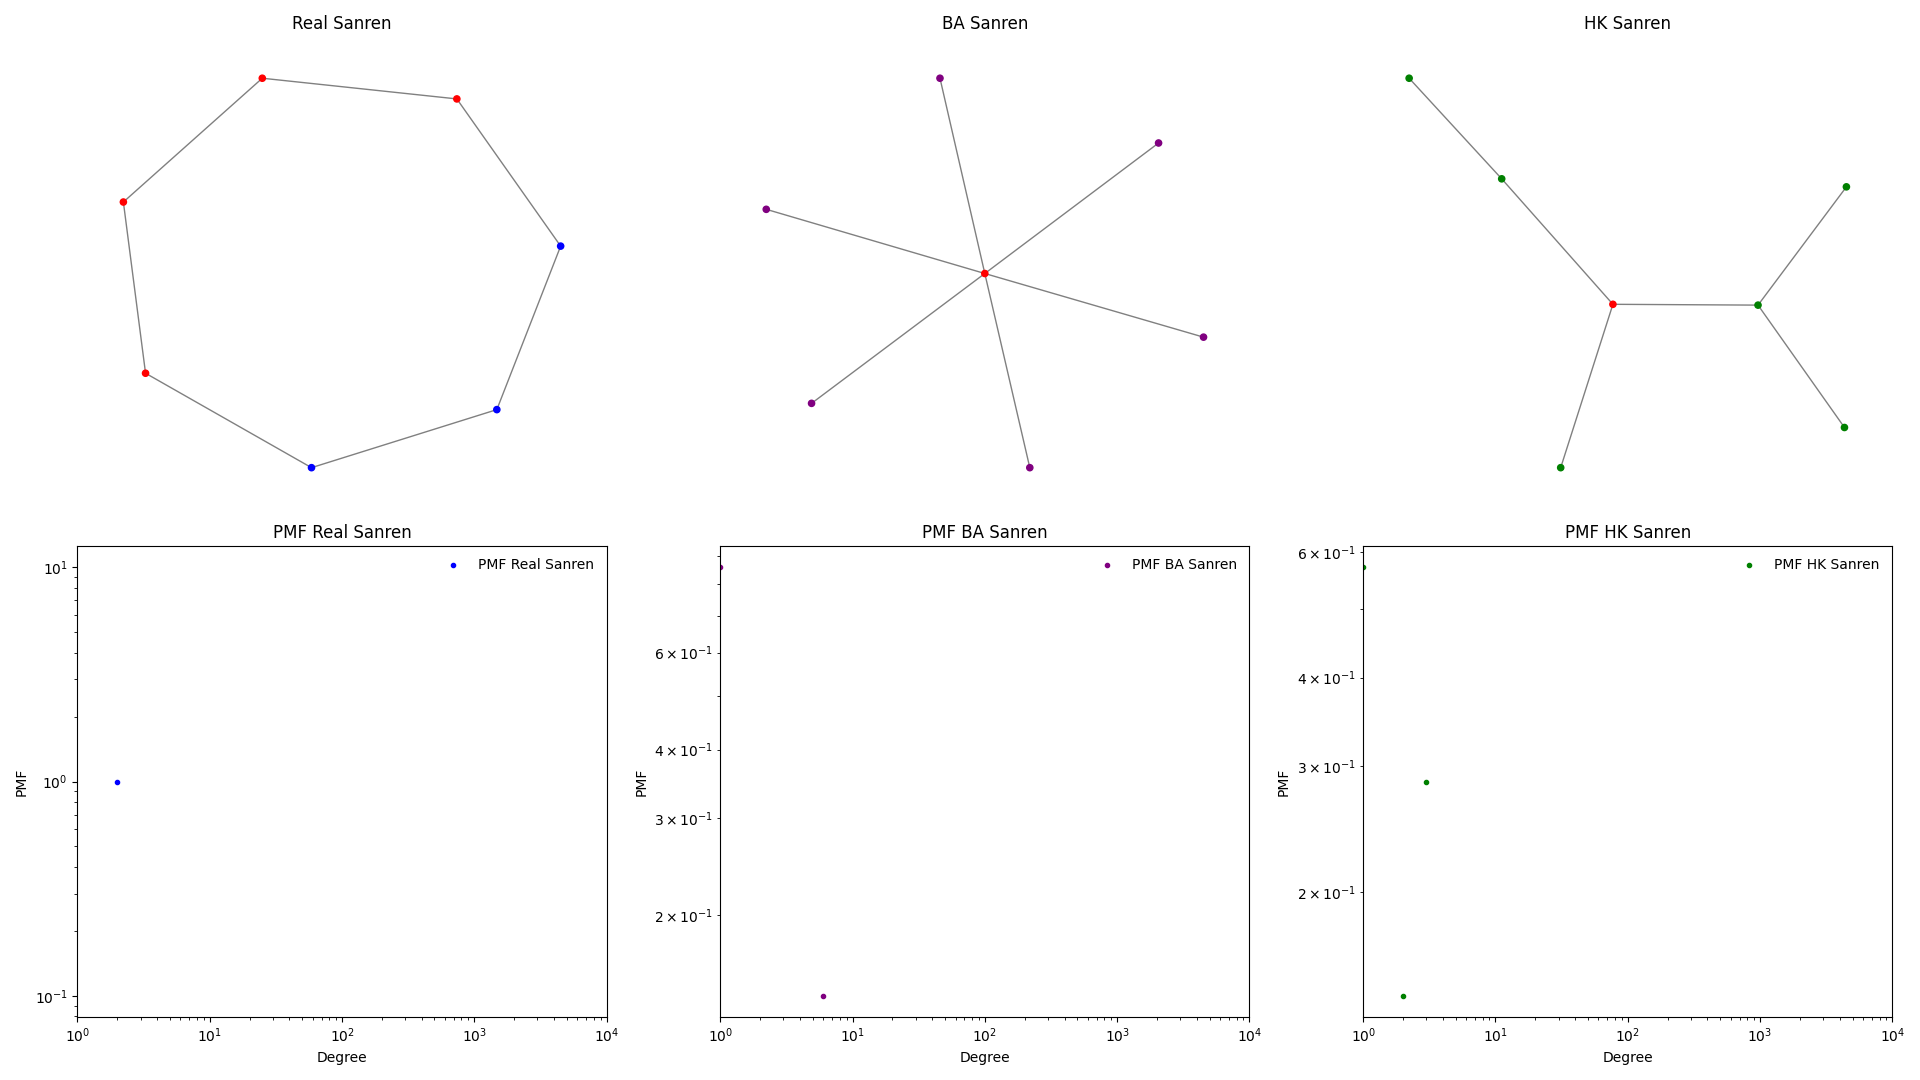 Real Sanren
BA Sanren
HK Sanren
PMF Real Sanren
PMF
10¹
10⁰
10⁻¹
PMF Real Sanren
10⁰ 10¹ 10² 10³ 10⁴
Degree
PMF BA Sanren
PMF
6 × 10⁻¹
4 × 10⁻¹
3 × 10⁻¹
2 × 10⁻¹
PMF BA Sanren
10⁰ 10¹ 10² 10³ 10⁴
Degree
PMF HK Sanren
PMF
6 × 10⁻¹
4 × 10⁻¹
3 × 10⁻¹
2 × 10⁻¹
PMF HK Sanren
10⁰ 10¹ 10² 10³ 10⁴
Degree